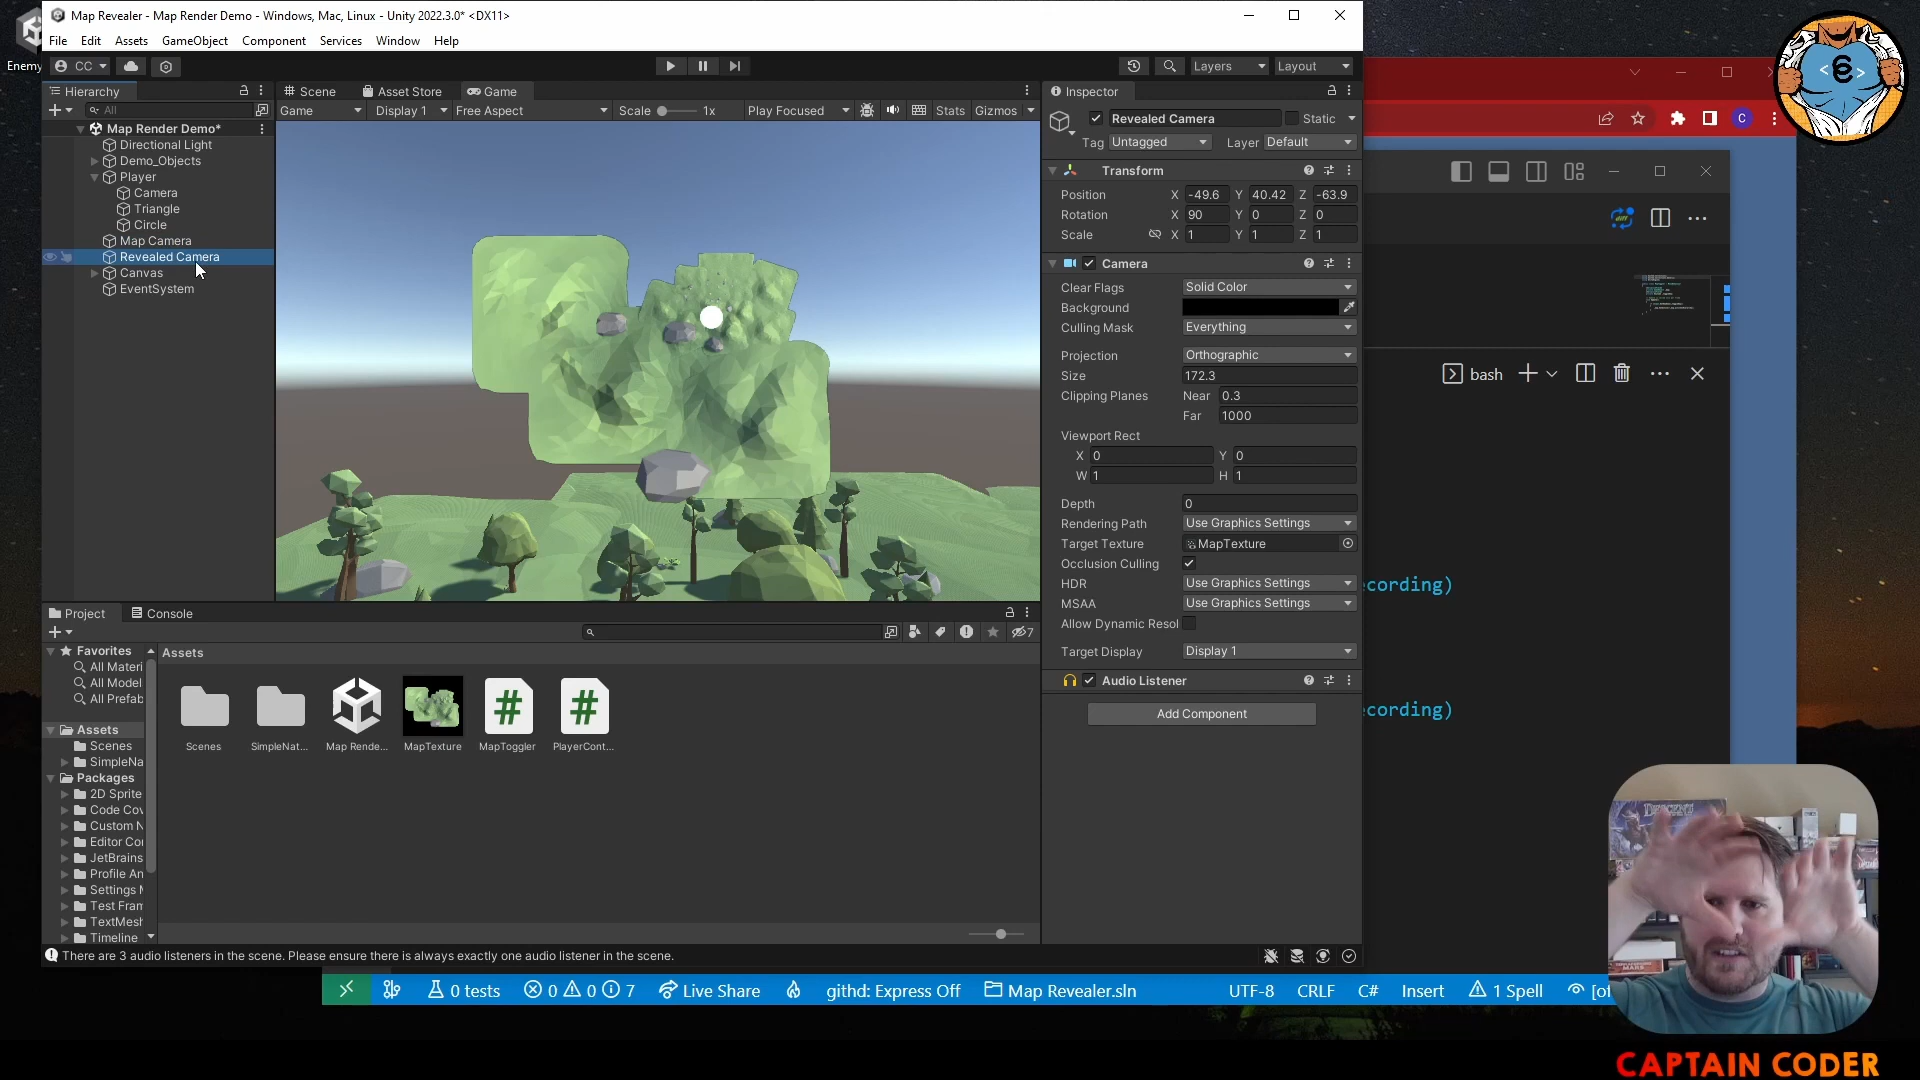 Map Revealer - Map Render Demo - Windows, Mac, Linux - Unity 2022.3.0* <DX11>
File Edit Assets GameObject Component Services Window Help
Enemy
CC
Layers Layout
Hierarchy
All
Map Render Demo*
Directional Light
Demo_Objects
Player
Camera
Triangle
Circle
Map Camera
Revealed Camera
Canvas
EventSystem
Scene Asset Store Game
Game Display 1 Free Aspect Scale 1x Play Focused Stats Gizmos
Inspector
Revealed Camera Static
Tag Untagged Layer Default
Transform
Position X -49.6 Y 40.42 Z -63.9
Rotation X 90 Y 0 Z 0
Scale X 1 Y 1 Z 1
Camera
Clear Flags Solid Color
Background
Culling Mask Everything
Projection Orthographic
Size 172.3
Clipping Planes Near 0.3
Far 1000
Viewport Rect
X 0 Y 0
W 1 H 1
Depth 0
Rendering Path Use Graphics Settings
Target Texture MapTexture
Occlusion Culling
HDR Use Graphics Settings
MSAA Use Graphics Settings
Allow Dynamic Resol
Target Display Display 1
Audio Listener
Add Component
Project Console
7
Favorites
All Materi
All Model
All Prefab
Assets
Scenes
SimpleNa
Packages
2D Sprite
Code Cov
Custom N
Editor Co
JetBrains
Profile An
Settings M
Test Fram
TextMesh
Timeline
Assets
Scenes SimpleNat... Map Rende... MapTexture MapToggler PlayerCont...
There are 3 audio listeners in the scene. Please ensure there is always exactly one audio listener in the scene.
C
bash
ecording)
ecording)
0 tests 0 0 7 Live Share githd: Express Off Map Revealer.sln UTF-8 CRLF C# Insert 1 Spell [of
< C >
DESCENT
MARS
CAPTAIN CODER